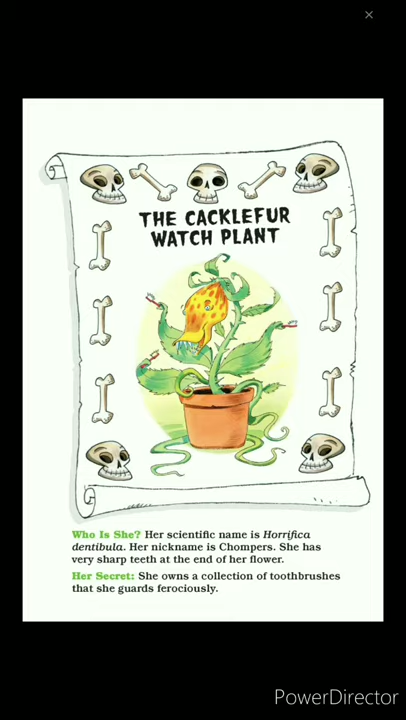 THE CACKLEFUR
WATCH PLANT
Who Is She? Her scientific name is Horrifica
dentibula. Her nickname is Chompers. She has
very sharp teeth at the end of her flower.
Her Secret: She owns a collection of toothbrushes
that she guards ferociously.
PowerDirector